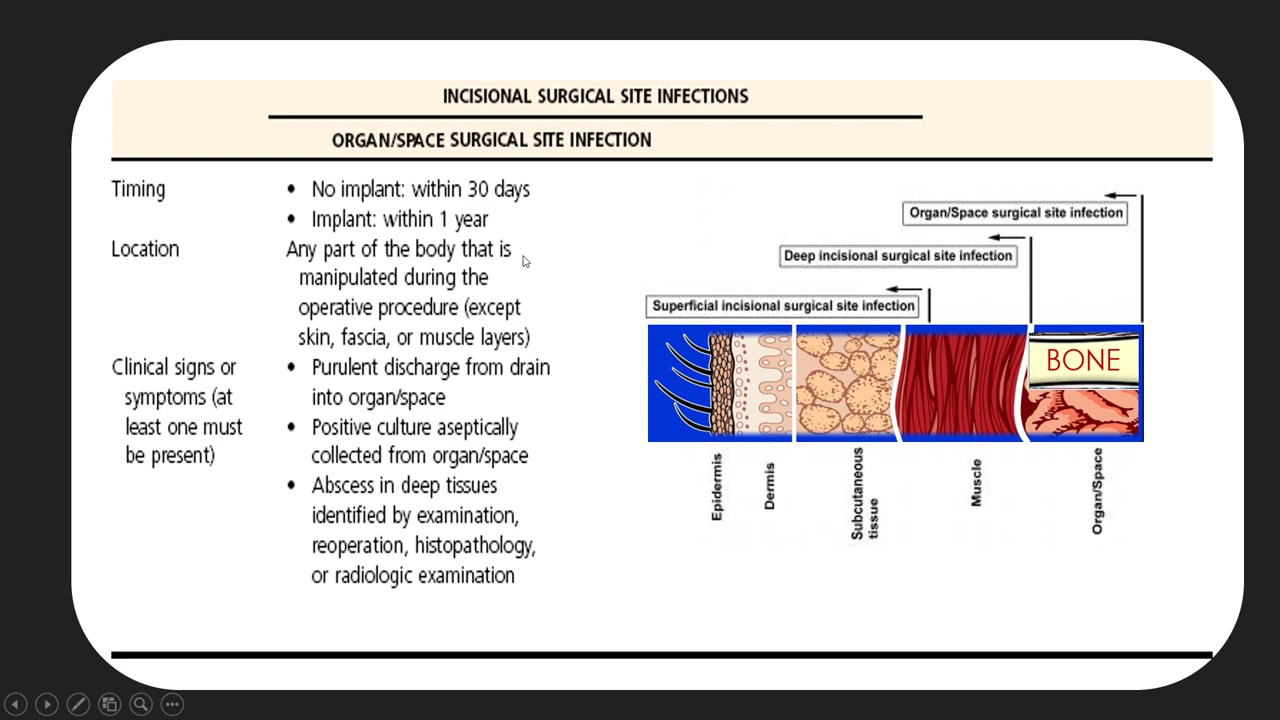 INCISIONAL SURGICAL SITE INFECTIONS
ORGAN/SPACE SURGICAL SITE INFECTION
Timing
• No implant: within 30 days
• Implant: within 1 year
Location
Any part of the body that is
manipulated during the
operative procedure (except
skin, fascia, or muscle layers)
Clinical signs or
symptoms (at
least one must
be present)
• Purulent discharge from drain
into organ/space
• Positive culture aseptically
collected from organ/space
• Abscess in deep tissues
identified by examination,
reoperation, histopathology,
or radiologic examination
Organ/Space surgical site infection
Deep incisional surgical site infection
Superficial incisional surgical site infection
BONE
Epidermis
Dermis
Subcutaneous
tissue
Muscle
Organ/Space